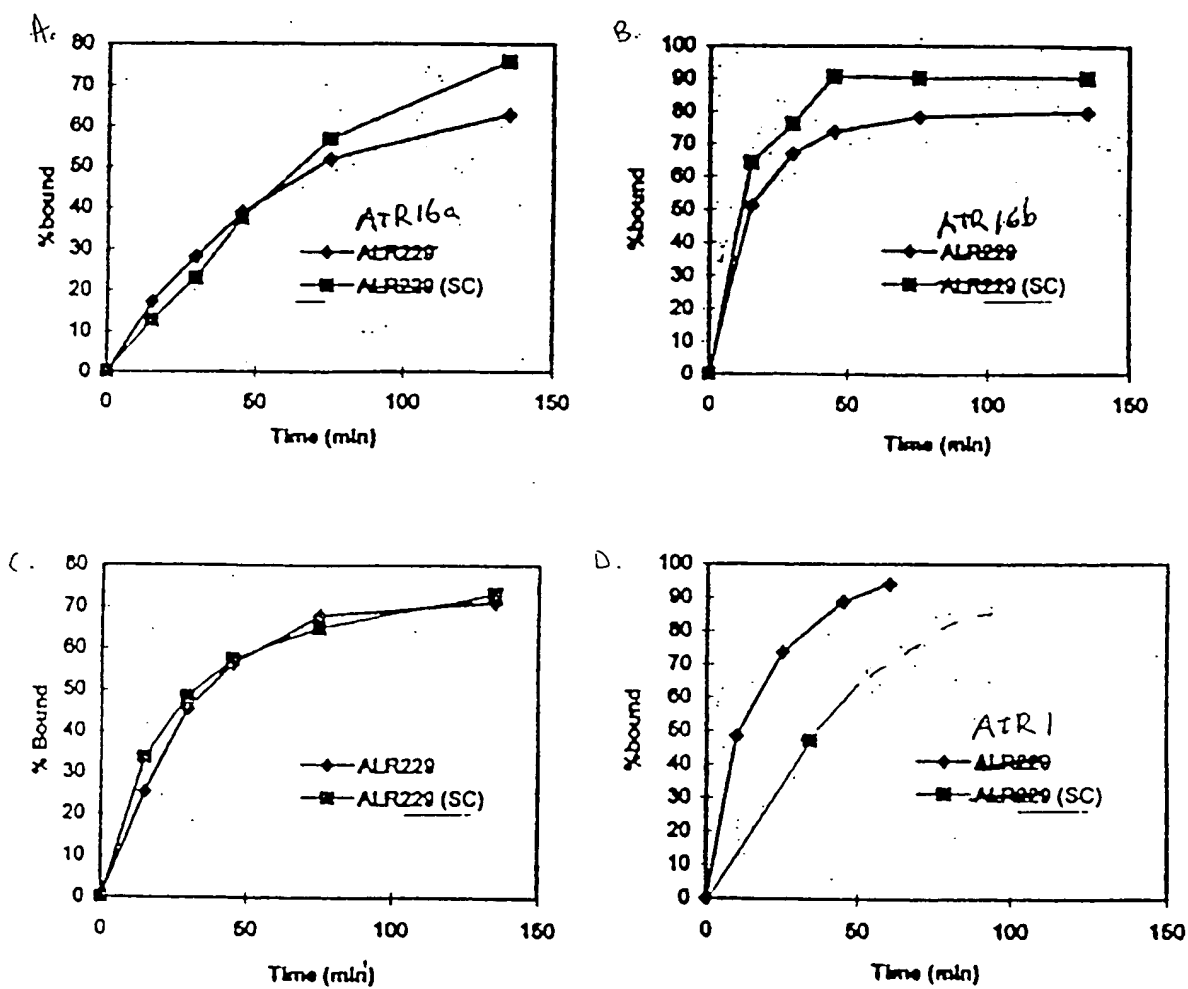 A.
80
70
60
50
40
30
20
10
0
%bound
ATR16a
ALR229
ALR229 (SC)
0 50 100 150
Time (min)
B.
100
90
80
70
60
50
40
30
20
10
0
%bound
ATR16b
ALR229
ALR229 (SC)
0 50 100 150
Time (min)
C.
80
70
60
50
40
30
20
10
0
% Bound
ALR229
ALR229 (SC)
0 50 100 150
Time (min)
D.
100
90
80
70
60
50
40
30
20
10
0
%bound
ATR1
ALR229
ALR229 (SC)
0 50 100 150
Time (min)